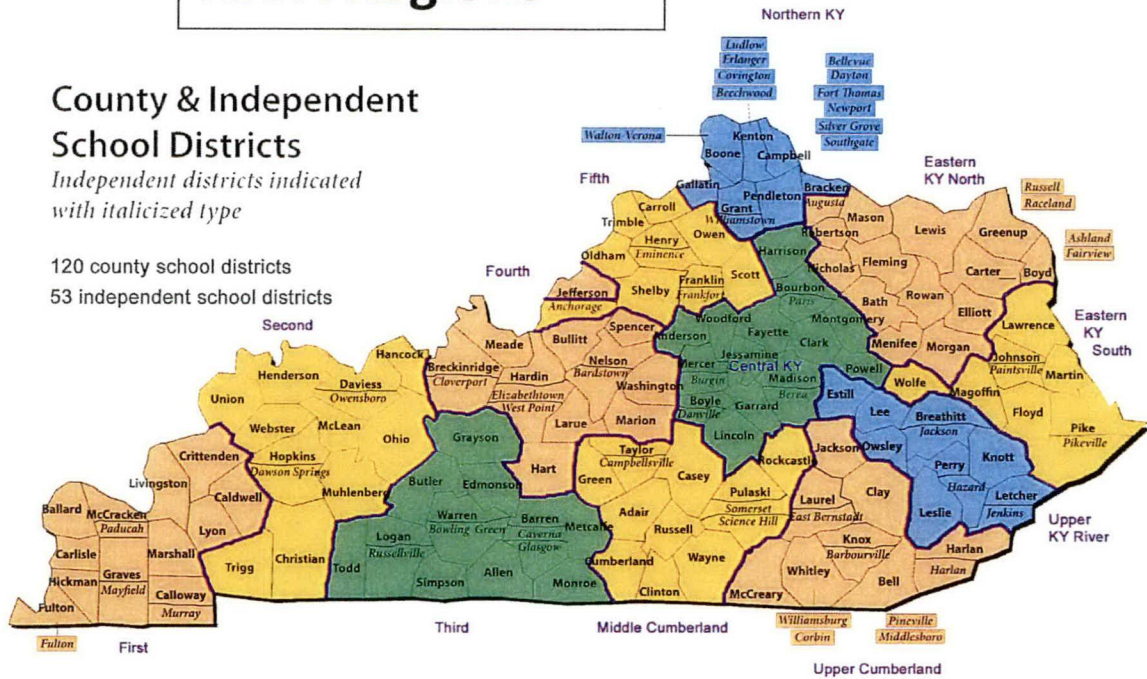 Northern KY
Ludlow
Erlanger
Covington
Beechwood
Bellevue
Dayton
Fort Thomas
Newport
Silver Grove
Southgate
Walton-Verona
County & Independent
School Districts
Independent districts indicated
with italicized type
120 county school districts
53 independent school districts
Kenton
Boone
Campbell
Gallatin
Pendleton
Grant
Williamstown
Bracken
Augusta
Fifth
Carroll
Trimble
Owen
Henry
Eminence
Oldham
Scott
Franklin
Frankfort
Shelby
Eastern
KY North
Russell
Raceland
Ashland
Fairview
Mason
Lewis
Greenup
Robertson
Fleming
Nicholas
Carter
Boyd
Rowan
Bath
Elliott
Menifee
Morgan
Harrison
Bourbon
Paris
Montgomery
Woodford
Fayette
Clark
Anderson
Jessamine
Mercer
Burgin
Central KY
Powell
Madison
Berea
Boyle
Danville
Garrard
Lincoln
Fourth
Jefferson
Anchorage
Spencer
Bullitt
Meade
Nelson
Bardstown
Breckinridge
Cloverport
Hardin
Elizabethtown
West Point
Washington
Larue
Marion
Hart
Second
Hancock
Henderson
Daviess
Owensboro
Union
Webster
McLean
Ohio
Hopkins
Dawson Springs
Muhlenberg
Christian
Trigg
Eastern
KY
South
Lawrence
Johnson
Paintsville
Martin
Wolfe
Magoffin
Floyd
Pike
Pikeville
Estill
Lee
Breathitt
Jackson
Owsley
Perry
Hazard
Knott
Letcher
Jenkins
Leslie
Upper
KY River
Grayson
Butler
Edmonson
Warren
Bowling Green
Barren
Caverna
Glasgow
Metcalfe
Logan
Russellville
Todd
Allen
Simpson
Monroe
Third
Taylor
Campbellsville
Green
Casey
Rockcastle
Pulaski
Somerset
Science Hill
Adair
Russell
Wayne
Cumberland
Clinton
Middle Cumberland
Jackson
Laurel
East Bernstadt
Clay
Knox
Barbourville
Harlan
Harlan
Whitley
Bell
McCreary
Williamsburg
Corbin
Pineville
Middlesboro
Upper Cumberland
Crittenden
Livingston
Caldwell
Ballard
McCracken
Paducah
Lyon
Carlisle
Marshall
Graves
Mayfield
Hickman
Calloway
Murray
Fulton
Fulton
First